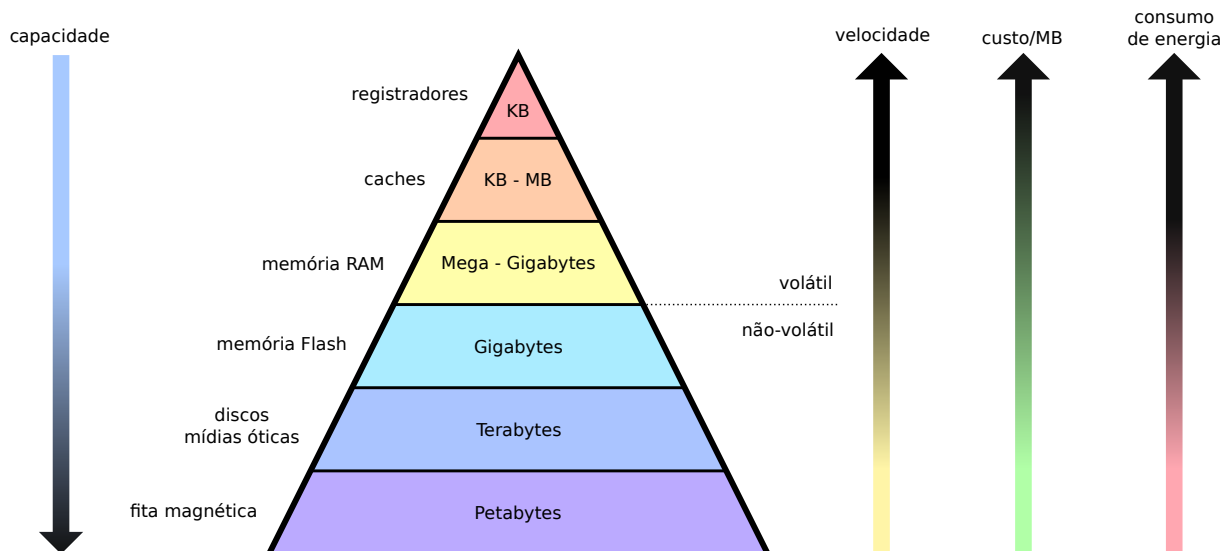 capacidade
velocidade
custo/MB
consumo
de energia
registradores
KB
caches
KB - MB
memória RAM
Mega - Gigabytes
volátil
não-volátil
memória Flash
Gigabytes
discos
mídias óticas
Terabytes
fita magnética
Petabytes